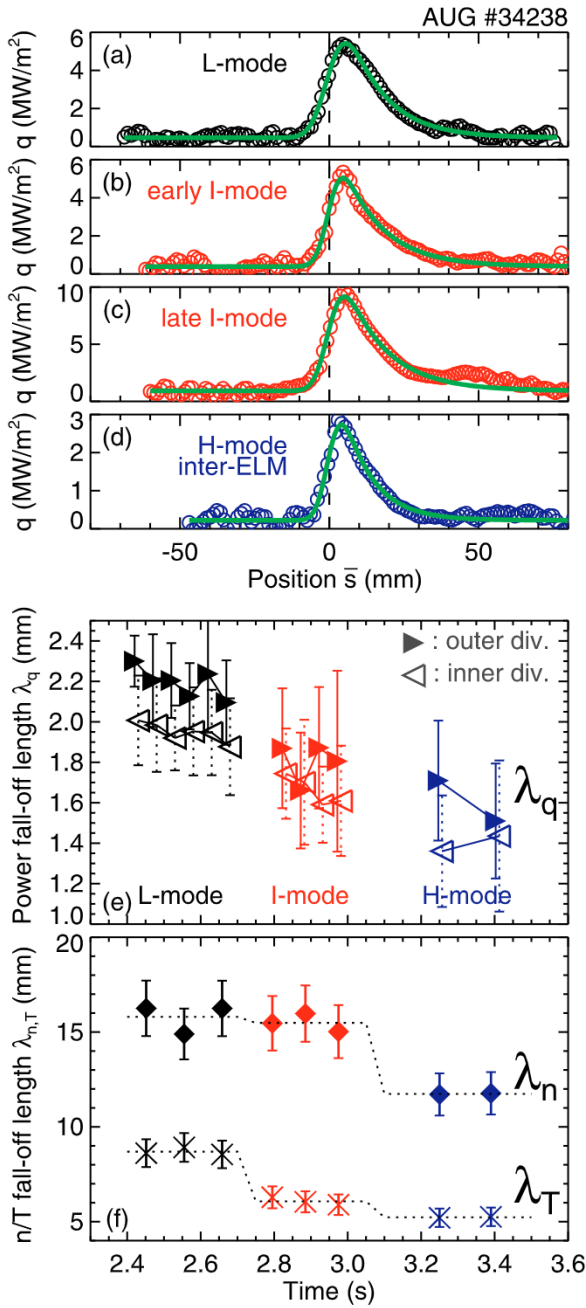 AUG #34238
(a)
L-mode
q (MW/m²)
6
4
2
0
(b)
early I-mode
q (MW/m²)
6
4
2
0
(c)
late I-mode
q (MW/m²)
10
5
0
(d)
H-mode
inter-ELM
q (MW/m²)
3
2
1
0
-50 0 50
Position s̅ (mm)
Power fall-off length λq (mm)
2.4
2.2
2.0
1.8
1.6
1.4
1.2
1.0
: outer div.
: inner div.
λq
(e) L-mode I-mode H-mode
n/T fall-off length λn,T (mm)
20
15
10
5
λn
λT
(f)
2.4 2.6 2.8 3.0 3.2 3.4 3.6
Time (s)